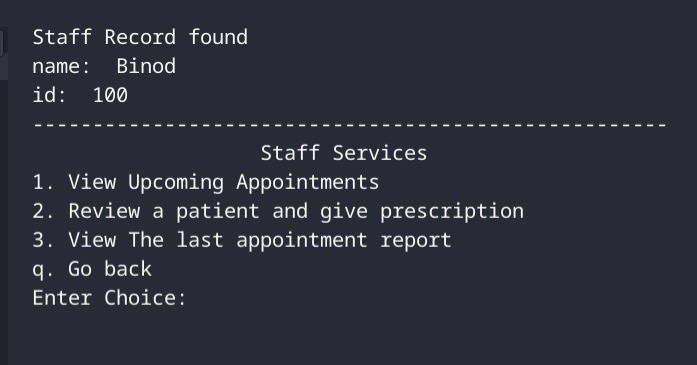 Staff Record found
name:  Binod
id:  100
-----------------------------------------------------
Staff Services
1. View Upcoming Appointments
2. Review a patient and give prescription
3. View The last appointment report
q. Go back
Enter Choice: